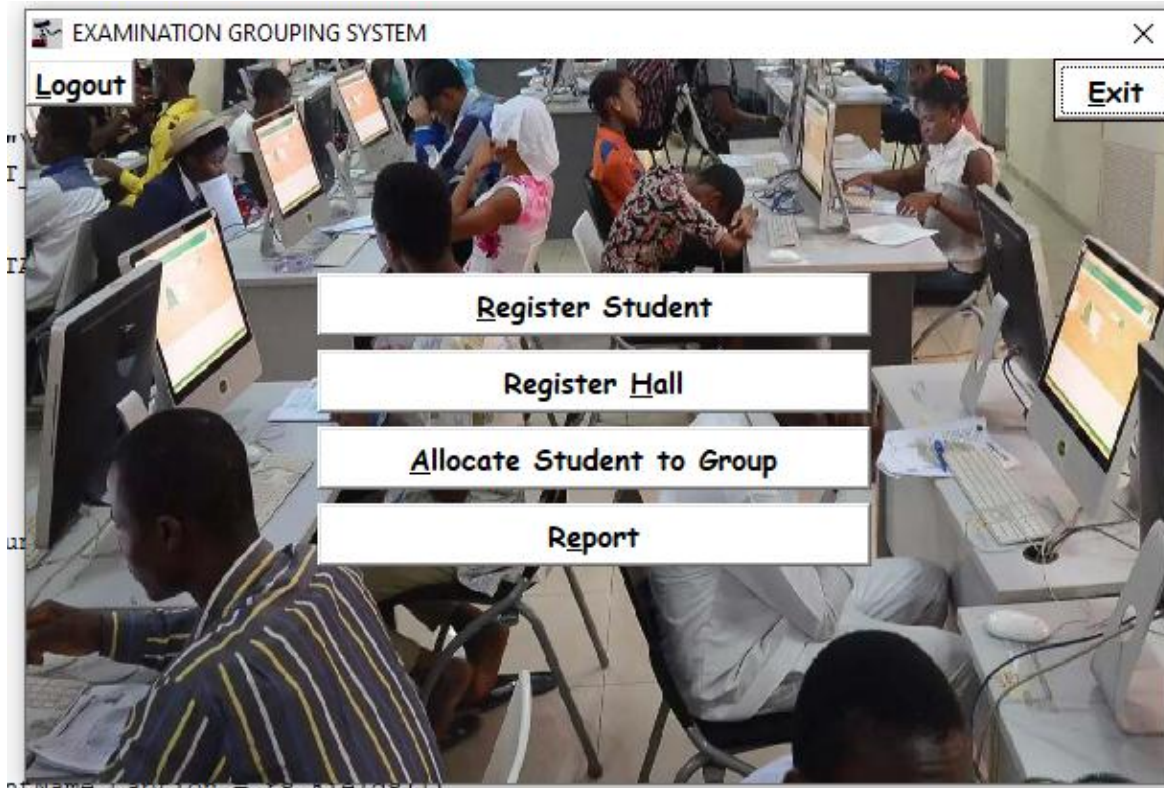 EXAMINATION GROUPING SYSTEM
Logout
Exit
Register Student
Register Hall
Allocate Student to Group
Report